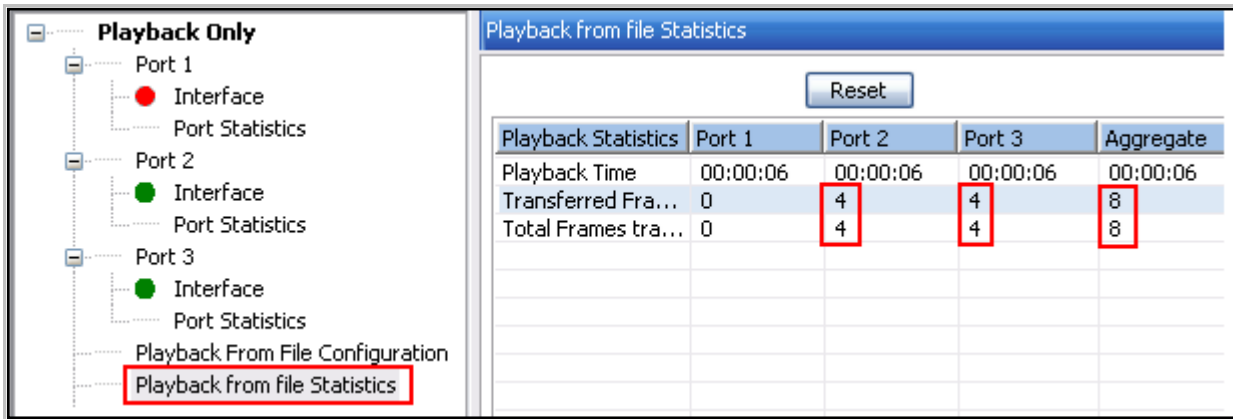 Playback Only
Port 1
Interface
Port Statistics
Port 2
Interface
Port Statistics
Port 3
Interface
Port Statistics
Playback From File Configuration
Playback from file Statistics
Playback from file Statistics
Reset
Playback Statistics Port 1 Port 2 Port 3 Aggregate
Playback Time 00:00:06 00:00:06 00:00:06 00:00:06
Transferred Fra... 0 4 4 8
Total Frames tra... 0 4 4 8